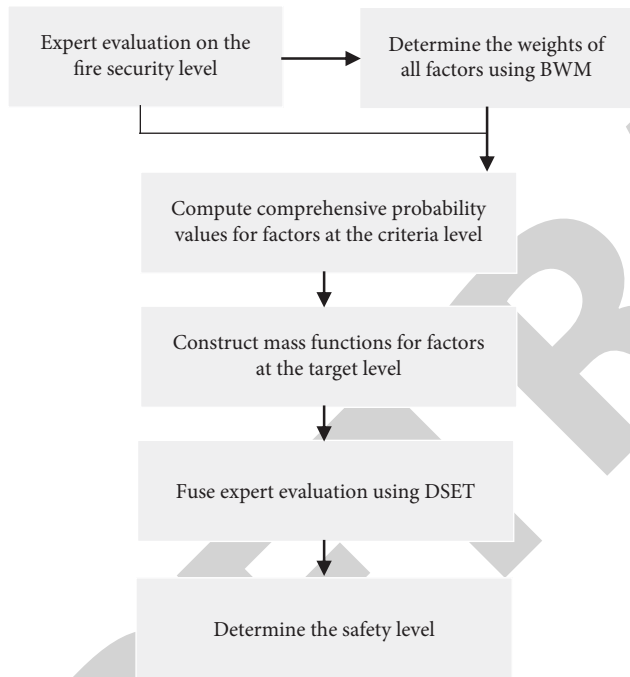 Expert evaluation on the
fire security level
Determine the weights of
all factors using BWM
Compute comprehensive probability
values for factors at the criteria level
Construct mass functions for factors
at the target level
Fuse expert evaluation using DSET
Determine the safety level